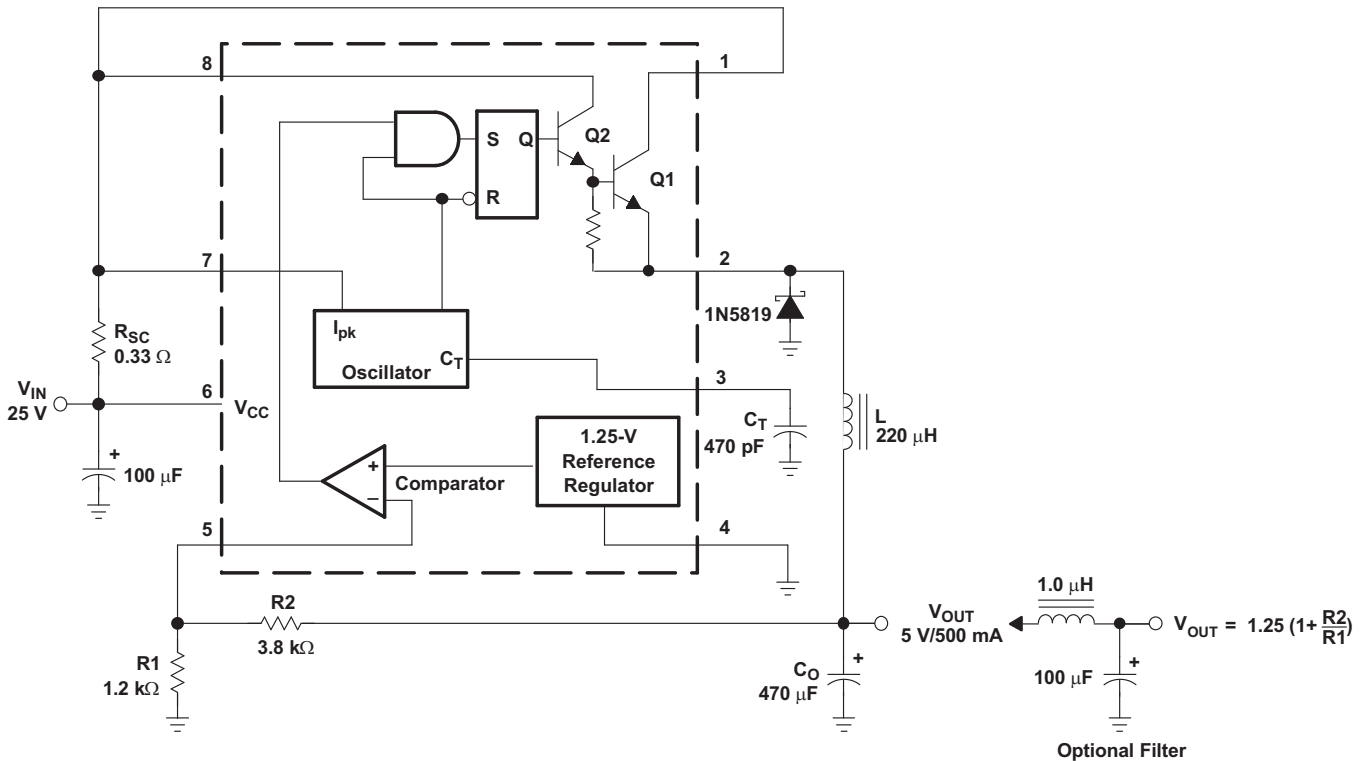 8
1
S
Q
R
Q2
Q1
7
2
1N5819
I pk
C T
Oscillator
R SC
0.33 Ω
3
V IN
25 V
6
V CC
C T
470 pF
L
220 μH
1.25-V
Reference
Regulator
+
–
Comparator
+
100 μF
5
4
R2
3.8 kΩ
R1
1.2 kΩ
V OUT
5 V/500 mA
1.0 μH
V OUT = 1.25 (1+ R2/R1)
C O
470 μF
+
100 μF
+
Optional Filter